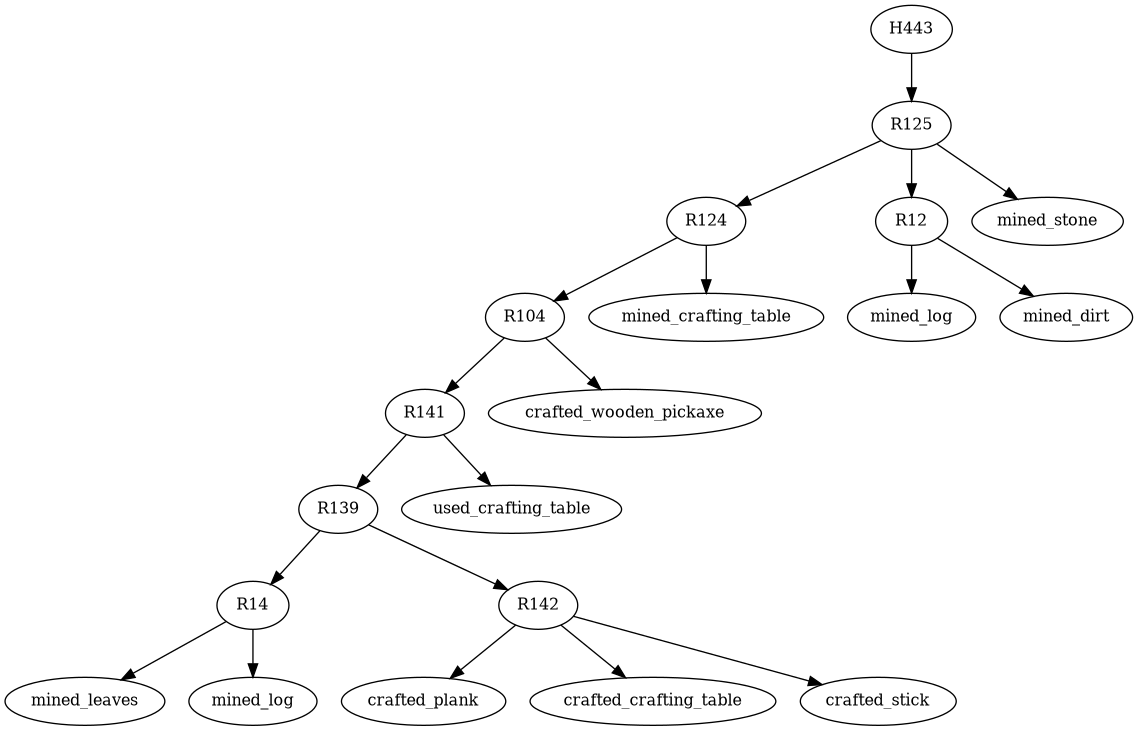 H443
R125
R124
R12
mined_stone
R104
mined_crafting_table
mined_log
mined_dirt
R141
crafted_wooden_pickaxe
R139
used_crafting_table
R14
R142
mined_leaves
mined_log
crafted_plank
crafted_crafting_table
crafted_stick